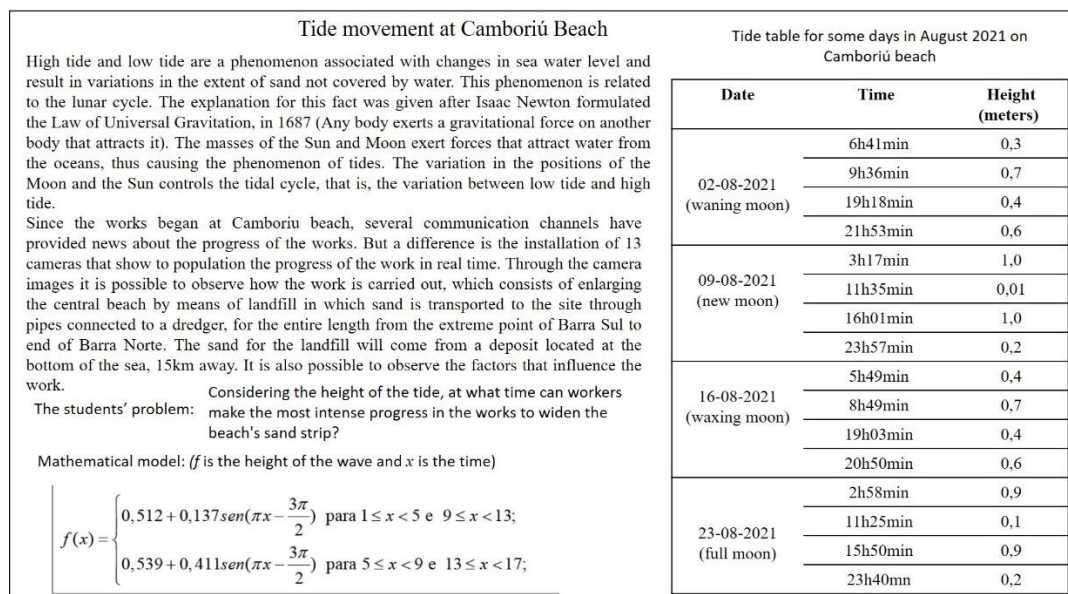 Tide movement at Camboriú Beach
High tide and low tide are a phenomenon associated with changes in sea water level and
result in variations in the extent of sand not covered by water. This phenomenon is related
to the lunar cycle. The explanation for this fact was given after Isaac Newton formulated
the Law of Universal Gravitation, in 1687 (Any body exerts a gravitational force on another
body that attracts it). The masses of the Sun and Moon exert forces that attract water from
the oceans, thus causing the phenomenon of tides. The variation in the positions of the
Moon and the Sun controls the tidal cycle, that is, the variation between low tide and high
tide.
Since the works began at Camboriu beach, several communication channels have
provided news about the progress of the works. But a difference is the installation of 13
cameras that show to population the progress of the work in real time. Through the camera
images it is possible to observe how the work is carried out, which consists of enlarging
the central beach by means of landfill in which sand is transported to the site through
pipes connected to a dredger, for the entire length from the extreme point of Barra Sul to
end of Barra Norte. The sand for the landfill will come from a deposit located at the
bottom of the sea, 15km away. It is also possible to observe the factors that influence the
work.
The students' problem: Considering the height of the tide, at what time can workers
make the most intense progress in the works to widen the
beach's sand strip?
Mathematical model: (f is the height of the wave and x is the time)
f(x) = { 0,512 + 0,137sen(πx − 3π/2) para 1 ≤ x < 5 e 9 ≤ x < 13;
0,539 + 0,411sen(πx − 3π/2) para 5 ≤ x < 9 e 13 ≤ x < 17;
Tide table for some days in August 2021 on
Camboriú beach
Date Time Height
(meters)
02-08-2021
(waning moon)
6h41min 0,3
9h36min 0,7
19h18min 0,4
21h53min 0,6
09-08-2021
(new moon)
3h17min 1,0
11h35min 0,01
16h01min 1,0
23h57min 0,2
16-08-2021
(waxing moon)
5h49min 0,4
8h49min 0,7
19h03min 0,4
20h50min 0,6
23-08-2021
(full moon)
2h58min 0,9
11h25min 0,1
15h50min 0,9
23h40mn 0,2